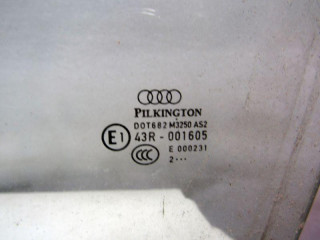 PILKINGTON
DOT682 M3250 AS2
E1 43R - 001605
CCC E 000231
2···